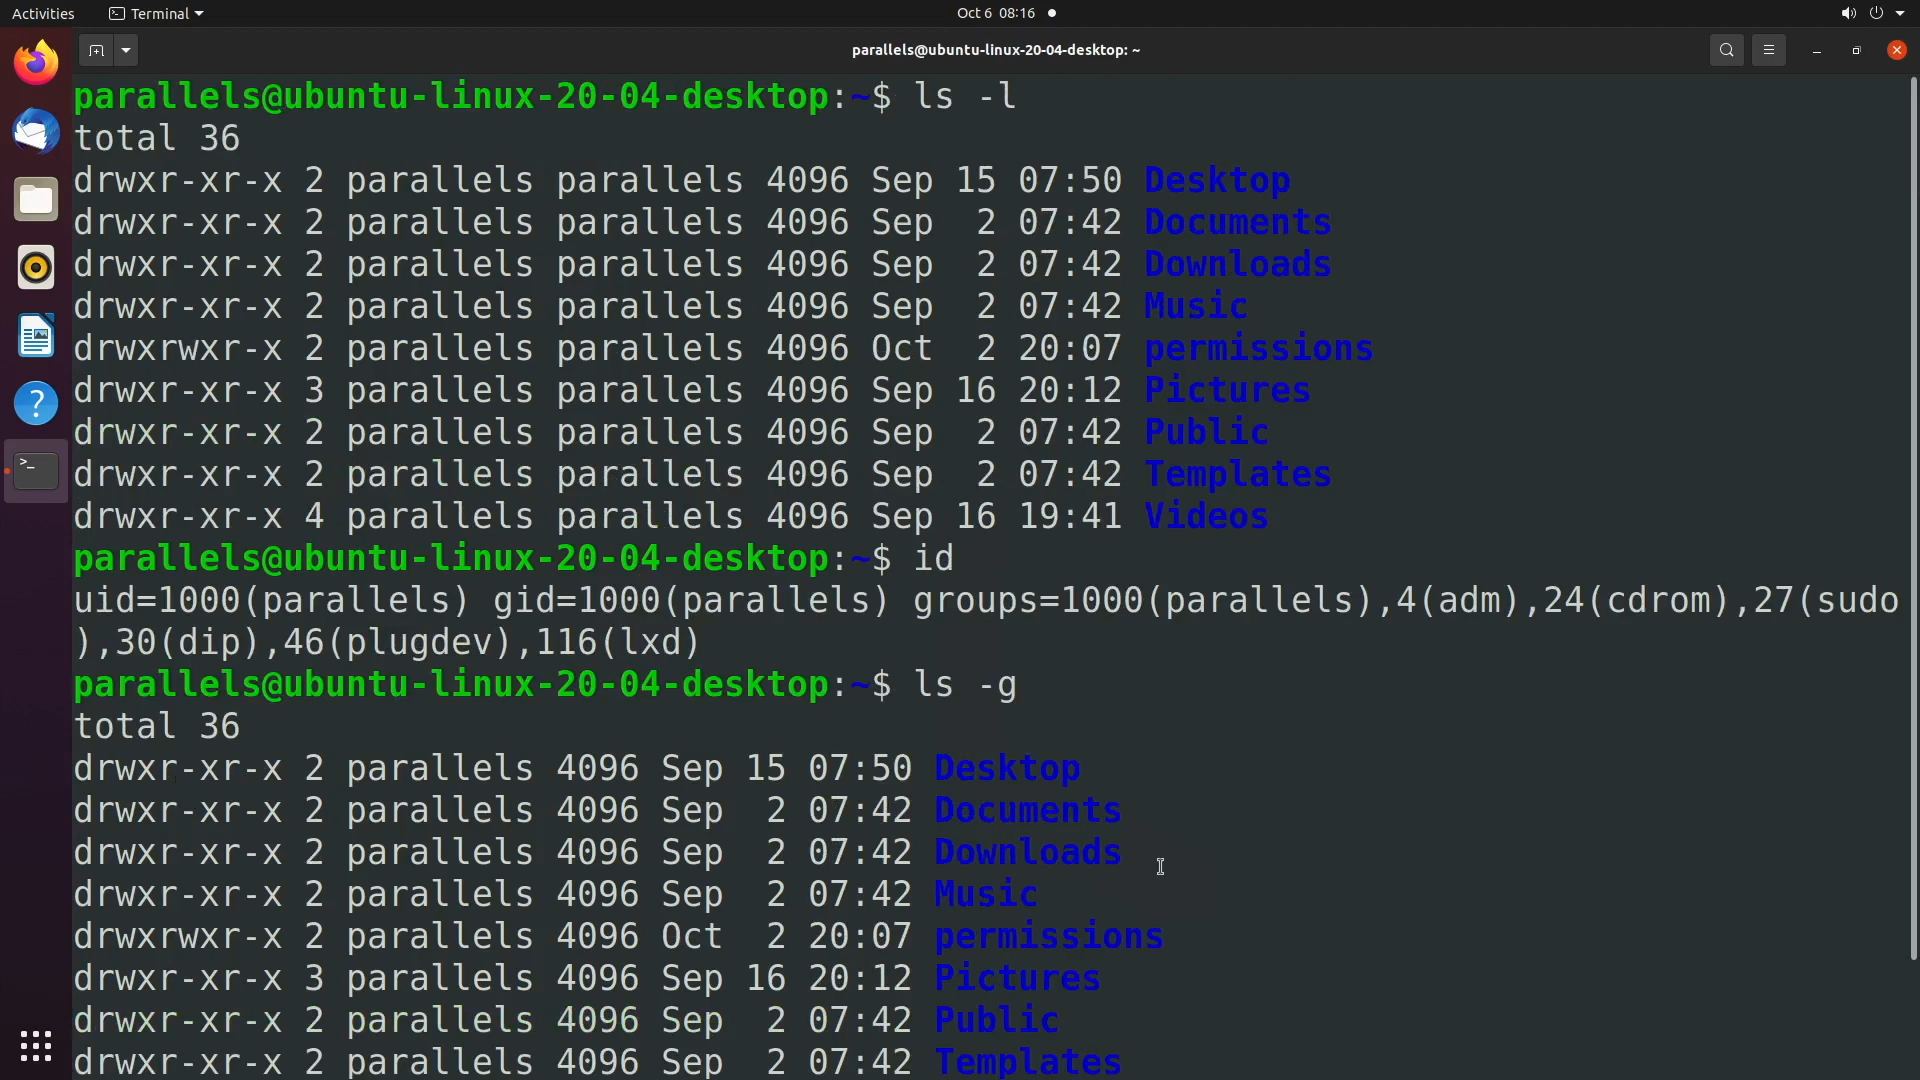 Activities Terminal Oct 6 08:16
parallels@ubuntu-linux-20-04-desktop: ~
parallels@ubuntu-linux-20-04-desktop:~$ ls -l
total 36
drwxr-xr-x 2 parallels parallels 4096 Sep 15 07:50 Desktop
drwxr-xr-x 2 parallels parallels 4096 Sep  2 07:42 Documents
drwxr-xr-x 2 parallels parallels 4096 Sep  2 07:42 Downloads
drwxr-xr-x 2 parallels parallels 4096 Sep  2 07:42 Music
drwxrwxr-x 2 parallels parallels 4096 Oct  2 20:07 permissions
drwxr-xr-x 3 parallels parallels 4096 Sep 16 20:12 Pictures
drwxr-xr-x 2 parallels parallels 4096 Sep  2 07:42 Public
drwxr-xr-x 2 parallels parallels 4096 Sep  2 07:42 Templates
drwxr-xr-x 4 parallels parallels 4096 Sep 16 19:41 Videos
parallels@ubuntu-linux-20-04-desktop:~$ id
uid=1000(parallels) gid=1000(parallels) groups=1000(parallels),4(adm),24(cdrom),27(sudo
),30(dip),46(plugdev),116(lxd)
parallels@ubuntu-linux-20-04-desktop:~$ ls -g
total 36
drwxr-xr-x 2 parallels 4096 Sep 15 07:50 Desktop
drwxr-xr-x 2 parallels 4096 Sep  2 07:42 Documents
drwxr-xr-x 2 parallels 4096 Sep  2 07:42 Downloads
drwxr-xr-x 2 parallels 4096 Sep  2 07:42 Music
drwxrwxr-x 2 parallels 4096 Oct  2 20:07 permissions
drwxr-xr-x 3 parallels 4096 Sep 16 20:12 Pictures
drwxr-xr-x 2 parallels 4096 Sep  2 07:42 Public
drwxr-xr-x 2 parallels 4096 Sep  2 07:42 Templates